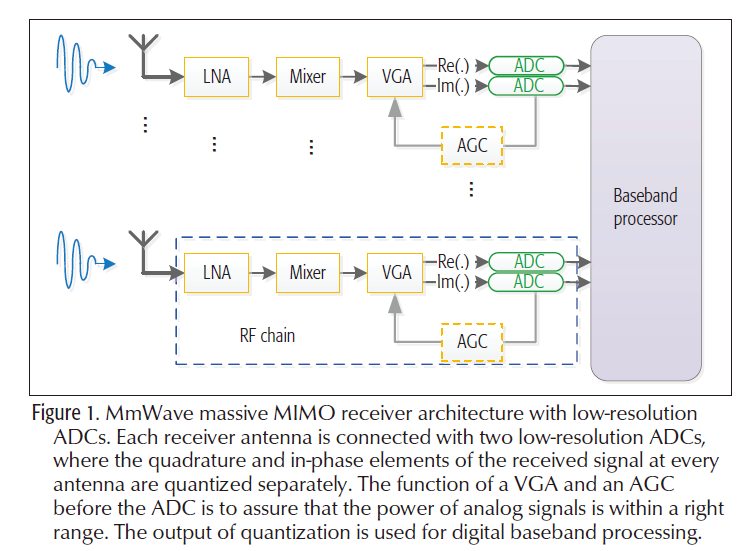 LNA Mixer VGA Re(.) ADC
Im(.) ADC
AGC
Baseband
processor
LNA Mixer VGA Re(.) ADC
Im(.) ADC
RF chain AGC
Figure 1. MmWave massive MIMO receiver architecture with low-resolution
ADCs. Each receiver antenna is connected with two low-resolution ADCs,
where the quadrature and in-phase elements of the received signal at every
antenna are quantized separately. The function of a VGA and an AGC
before the ADC is to assure that the power of analog signals is within a right
range. The output of quantization is used for digital baseband processing.